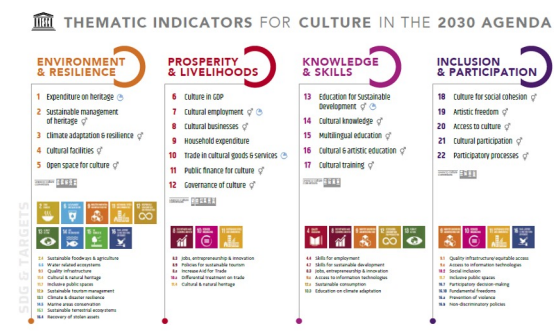 THEMATIC INDICATORS FOR CULTURE IN THE 2030 AGENDA
ENVIRONMENT
& RESILIENCE
1 Expenditure on heritage
2 Sustainable management
of heritage
3 Climate adaptation & resilience
4 Cultural facilities
5 Open space for culture
PROSPERITY
& LIVELIHOODS
6 Culture in GDP
7 Cultural employment
8 Cultural businesses
9 Household expenditure
10 Trade in cultural goods & services
11 Public finance for culture
12 Governance of culture
KNOWLEDGE
& SKILLS
13 Education for Sustainable
Development
14 Cultural knowledge
15 Multilingual education
16 Cultural & artistic education
17 Cultural training
INCLUSION
& PARTICIPATION
18 Culture for social cohesion
19 Artistic freedom
20 Access to culture
21 Cultural participation
22 Participatory processes
SDG & TARGETS
Sustainable foodways & agriculture
Water-related ecosystems
Quality infrastructure
Cultural & natural heritage
Inclusive public spaces
Sustainable tourism management
Climate & disaster resilience
Marine areas conservation
Sustainable terrestrial ecosystems
Recovery of stolen assets
8.3 Jobs, entrepreneurship & innovation
8.9 Policies for sustainable tourism
8.a Increase Aid for Trade
10.a Differential treatment on trade
11.4 Cultural & natural heritage
4.4 Skills for employment
4.7 Skills for sustainable development
8.3 Jobs, entrepreneurship & innovation
9.c Access to information technologies
12.a Sustainable consumption
13.3 Education on climate adaptation
9.1 Quality infrastructure/equitable access
9.c Access to information technologies
10.2 Social inclusion
11.7 Inclusive public spaces
16.7 Participatory decision-making
16.10 Fundamental freedoms
16.a Prevention of violence
16.b Non-discriminatory policies